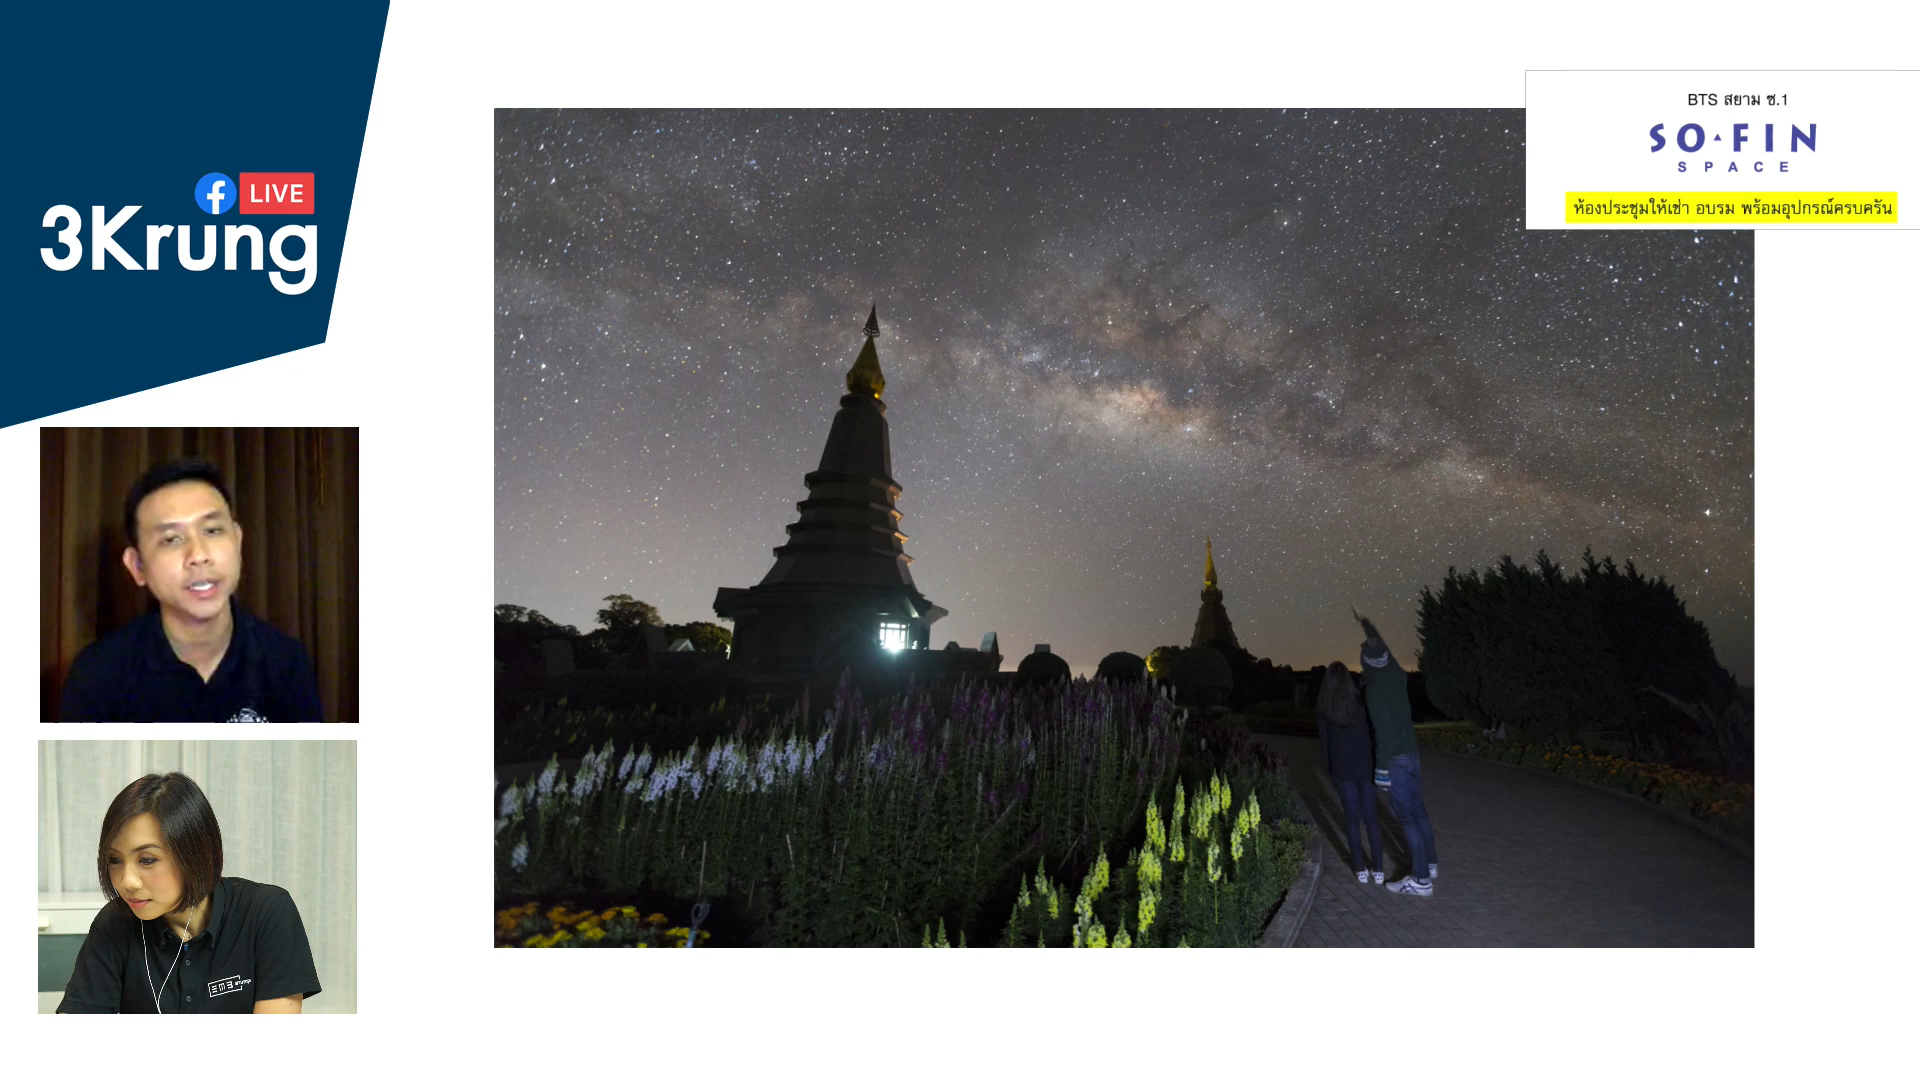 LIVE
3Krung
BTS สยาม ซ.1
SO·FIN
SPACE
ห้องประชุมให้เช่า อบรม พร้อมอุปกรณ์ครบครัน